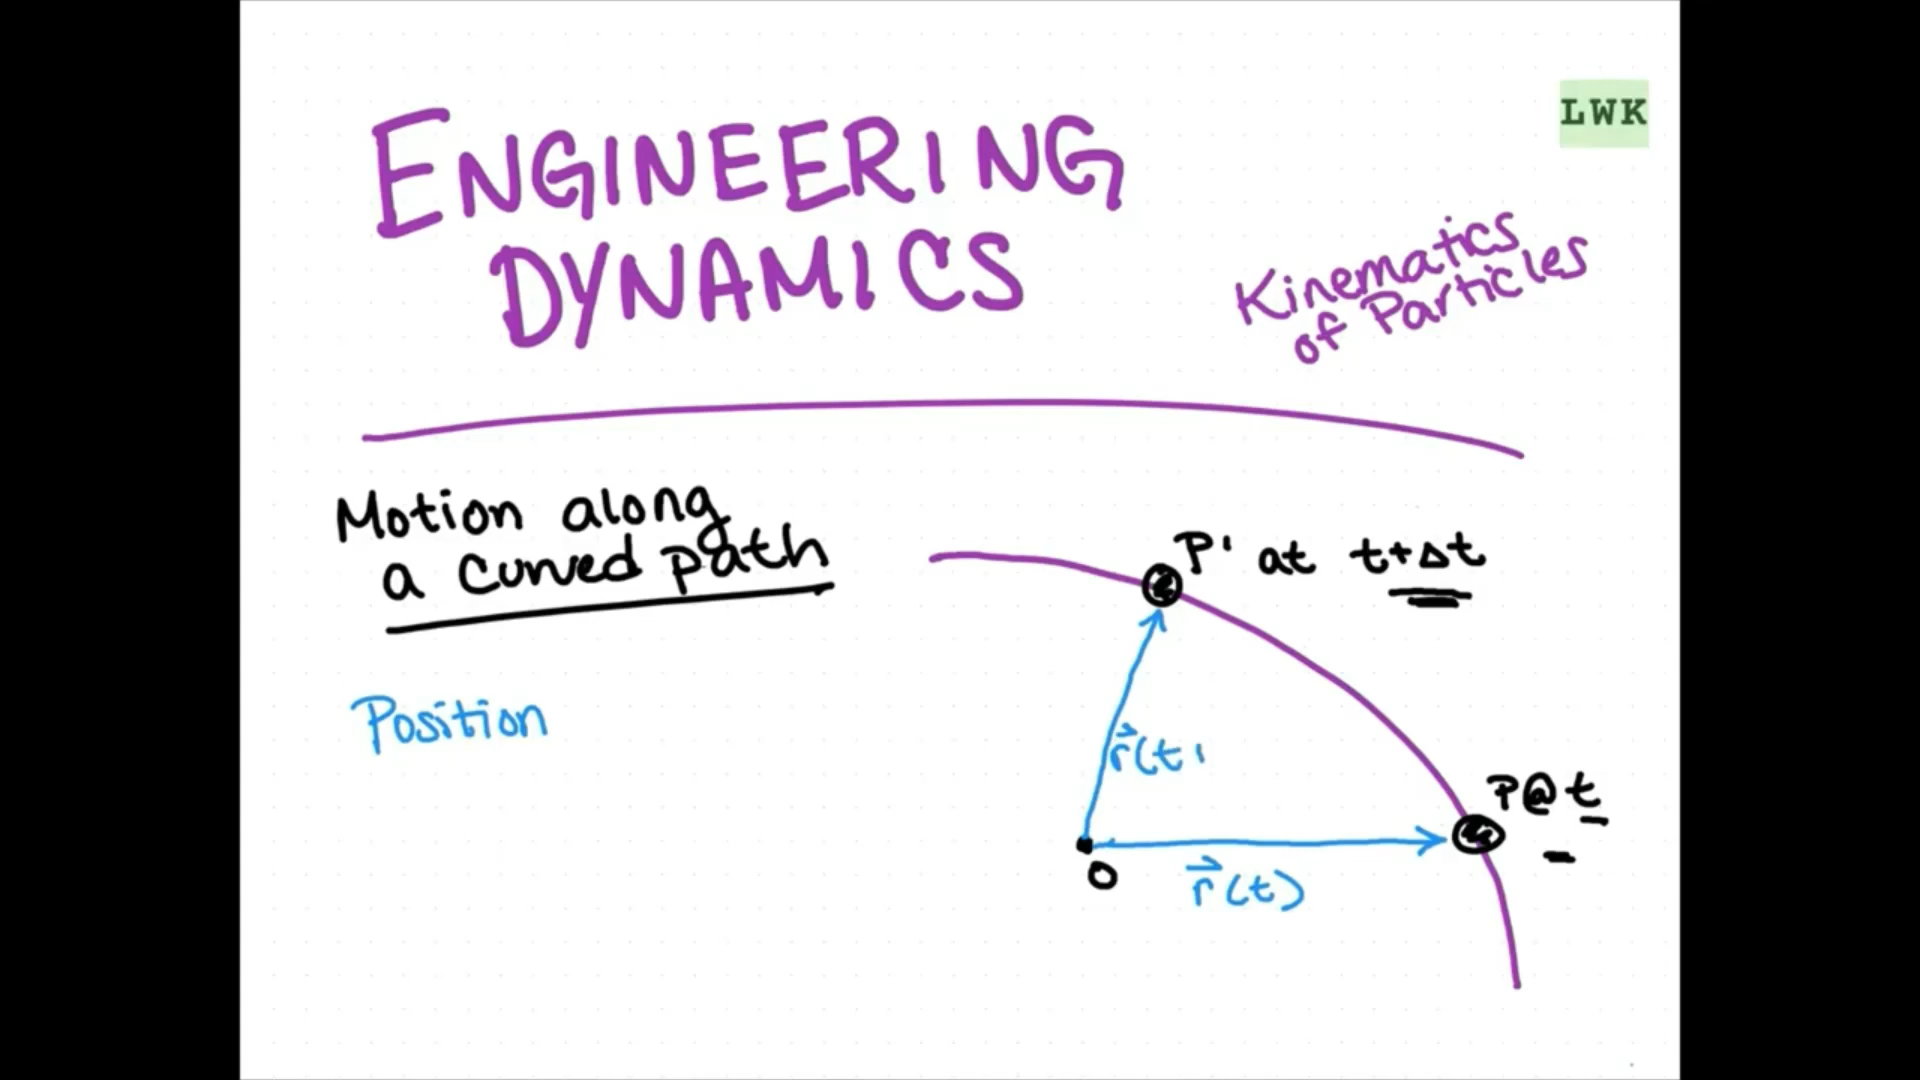 ENGINEERING
DYNAMICS
LWK
Kinematics
of Particles
Motion along
a curved path
P' at t+Δt
Position
r⃗(t
P@t
O
r⃗(t)